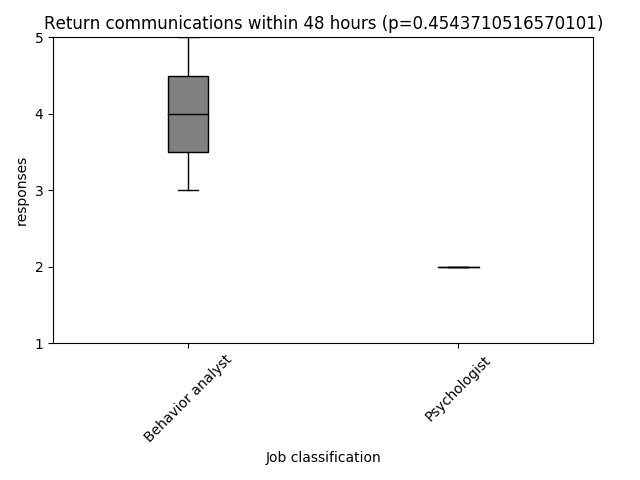 Return communications within 48 hours (p=0.4543710516570101)
responses
5
4
3
2
1
Behavior analyst
Psychologist
Job classification